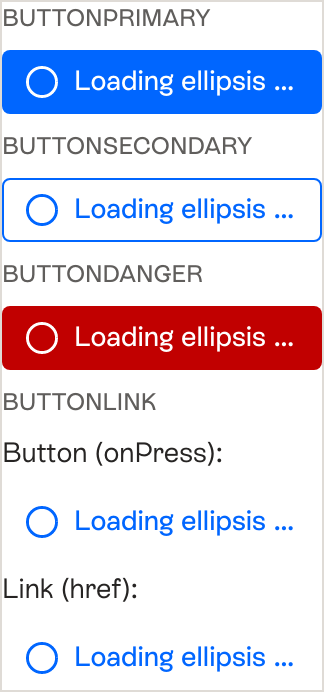 BUTTONPRIMARY
Loading ellipsis ...
BUTTONSECONDARY
Loading ellipsis ...
BUTTONDANGER
Loading ellipsis ...
BUTTONLINK
Button (onPress):
Loading ellipsis ...
Link (href):
Loading ellipsis ...